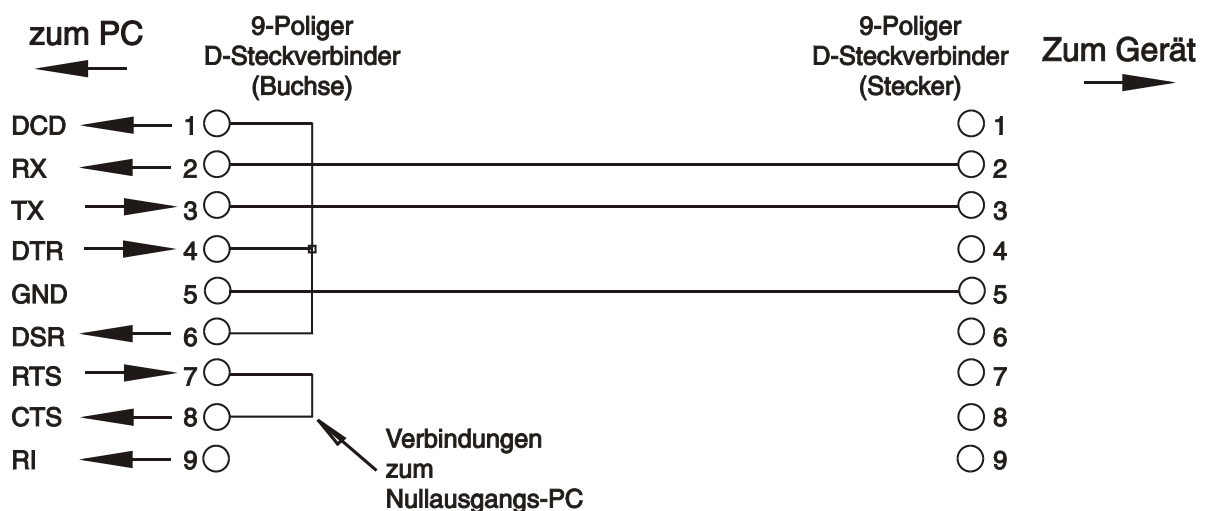 zum PC
9-Poliger
D-Steckverbinder
(Buchse)
9-Poliger
D-Steckverbinder
(Stecker)
Zum Gerät
DCD 1 1
RX 2 2
TX 3 3
DTR 4 4
GND 5 5
DSR 6 6
RTS 7 7
CTS 8 8
RI 9 9
Verbindungen
zum
Nullausgangs-PC